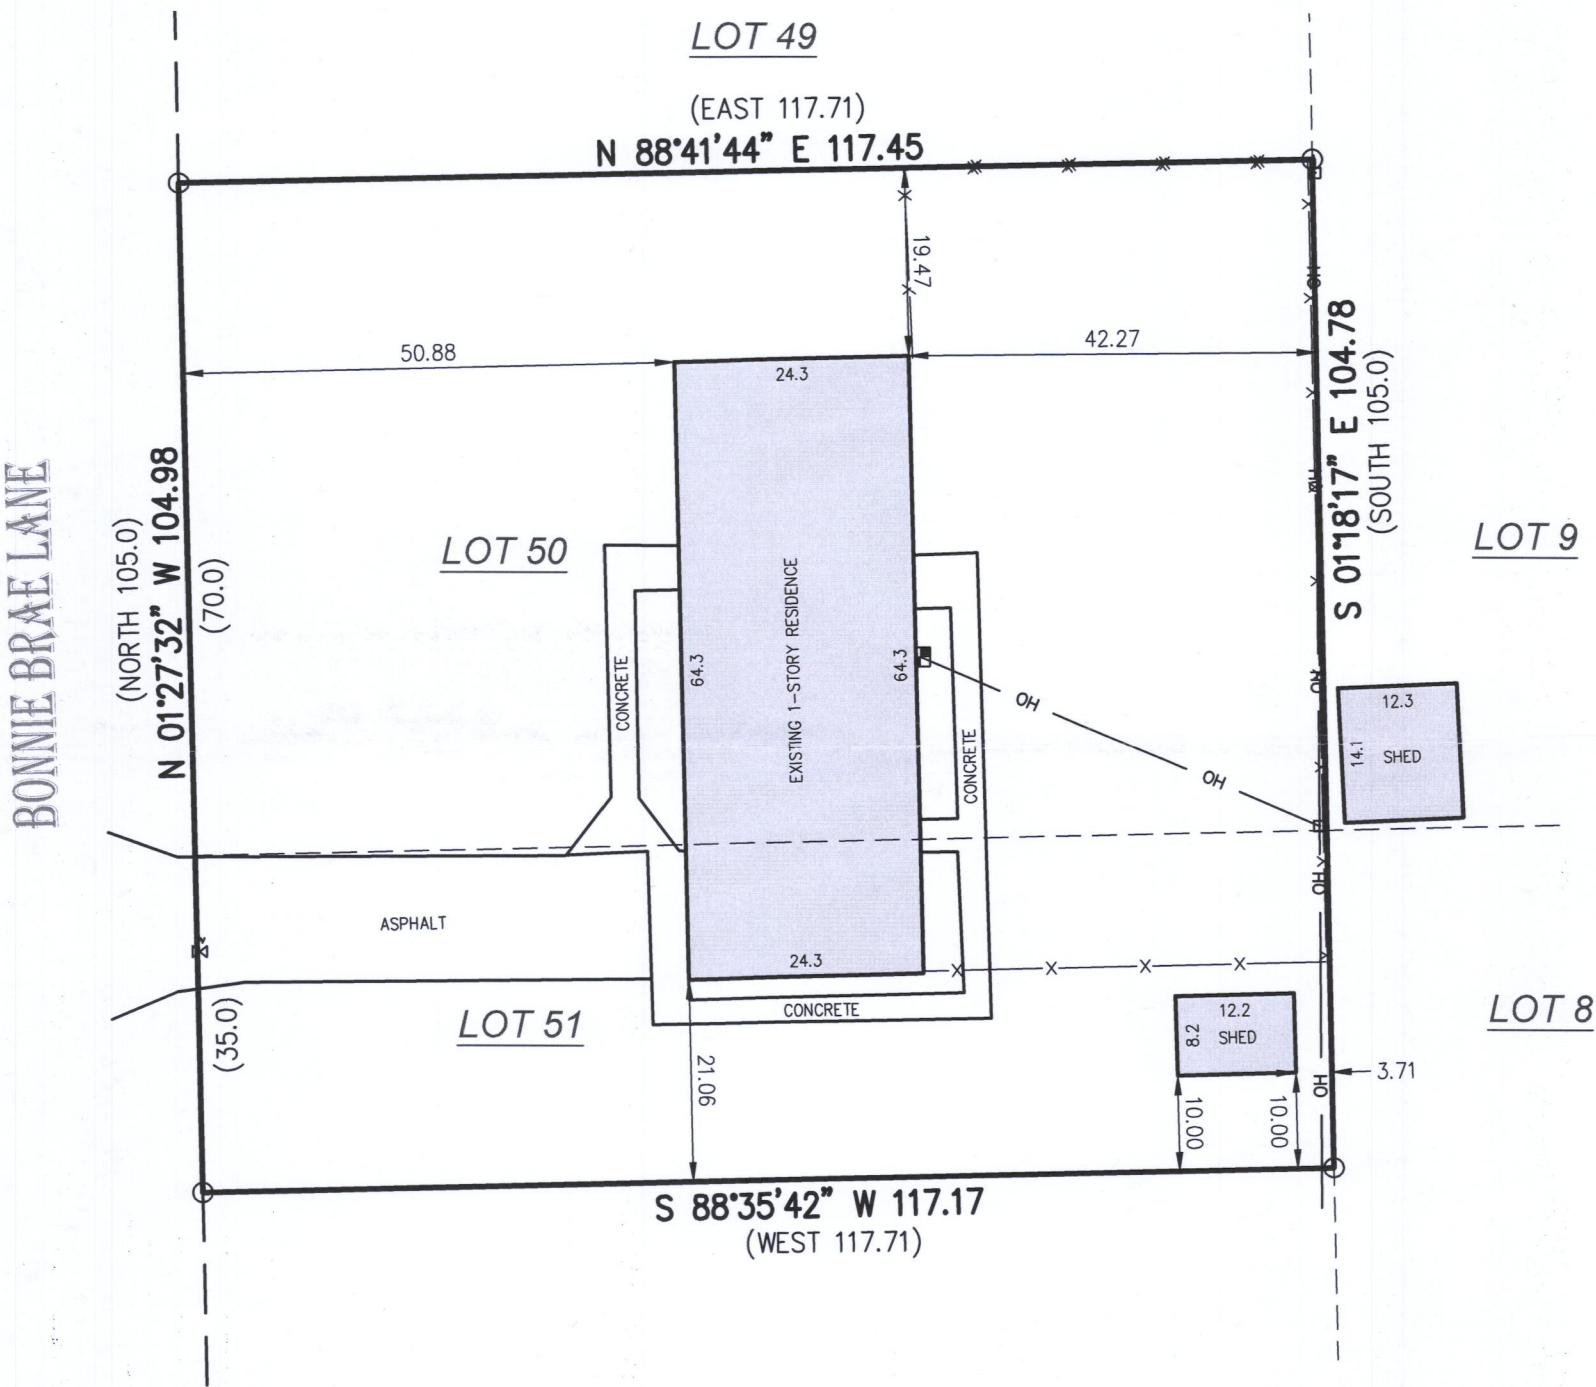 LOT 49
(EAST 117.71)
N 88°41'44" E 117.45
19.47
50.88
42.27
24.3
S 01°18'17" E 104.78
(SOUTH 105.0)
BONNIE BRAE LANE
(NORTH 105.0)
N 01°27'32" W 104.98
(70.0)
LOT 50
LOT 9
CONCRETE
64.3
EXISTING 1-STORY RESIDENCE
64.3
CONCRETE
OH
OH
OH
OH
OH
12.3
14.1
SHED
ASPHALT
OH
24.3
CONCRETE
LOT 51
(35.0)
21.06
12.2
8.2
SHED
LOT 8
OH
3.71
10.00
10.00
S 88°35'42" W 117.17
(WEST 117.71)